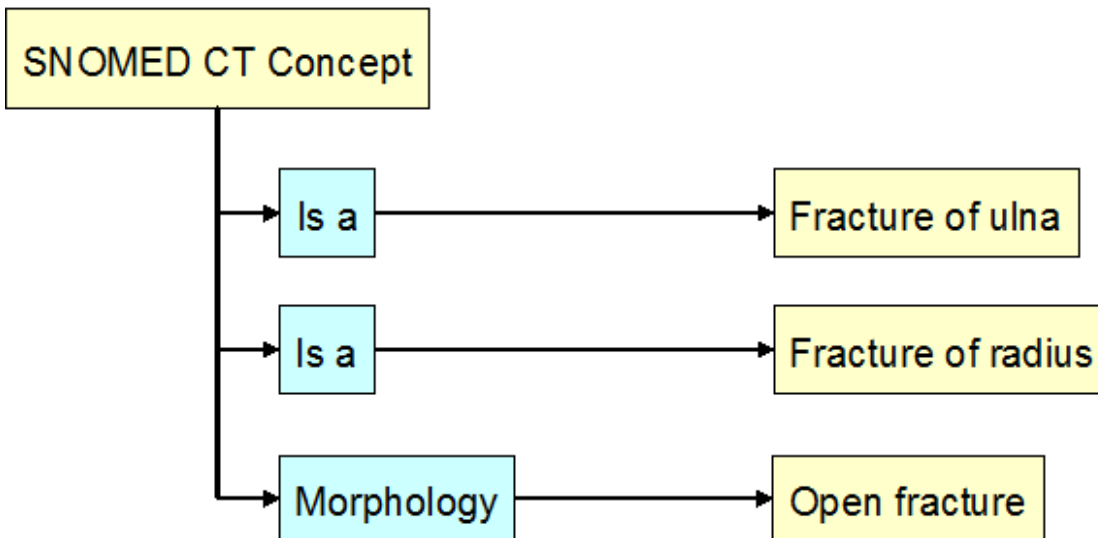 SNOMED CT Concept
Is a
Fracture of ulna
Is a
Fracture of radius
Morphology
Open fracture